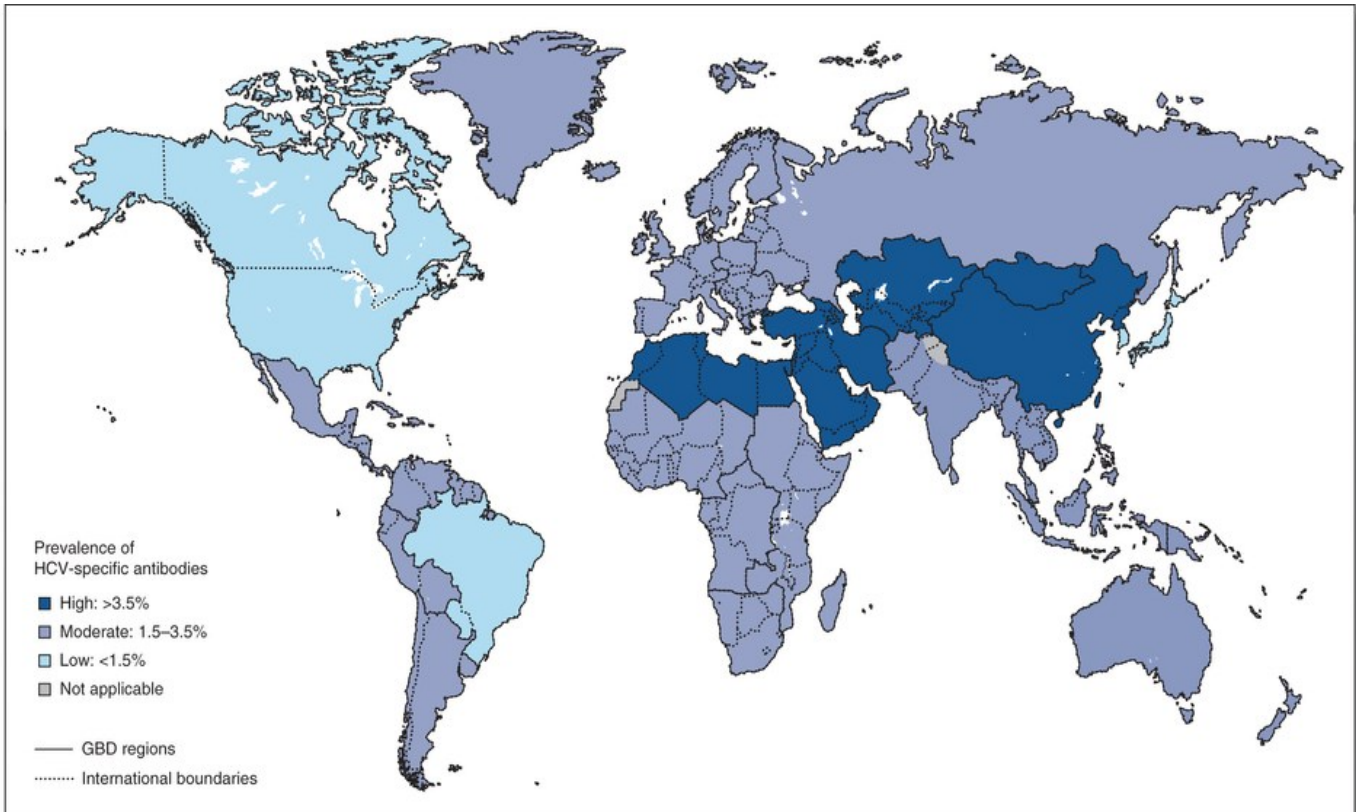 Prevalence of
HCV-specific antibodies
High: >3.5%
Moderate: 1.5–3.5%
Low: <1.5%
Not applicable
GBD regions
International boundaries